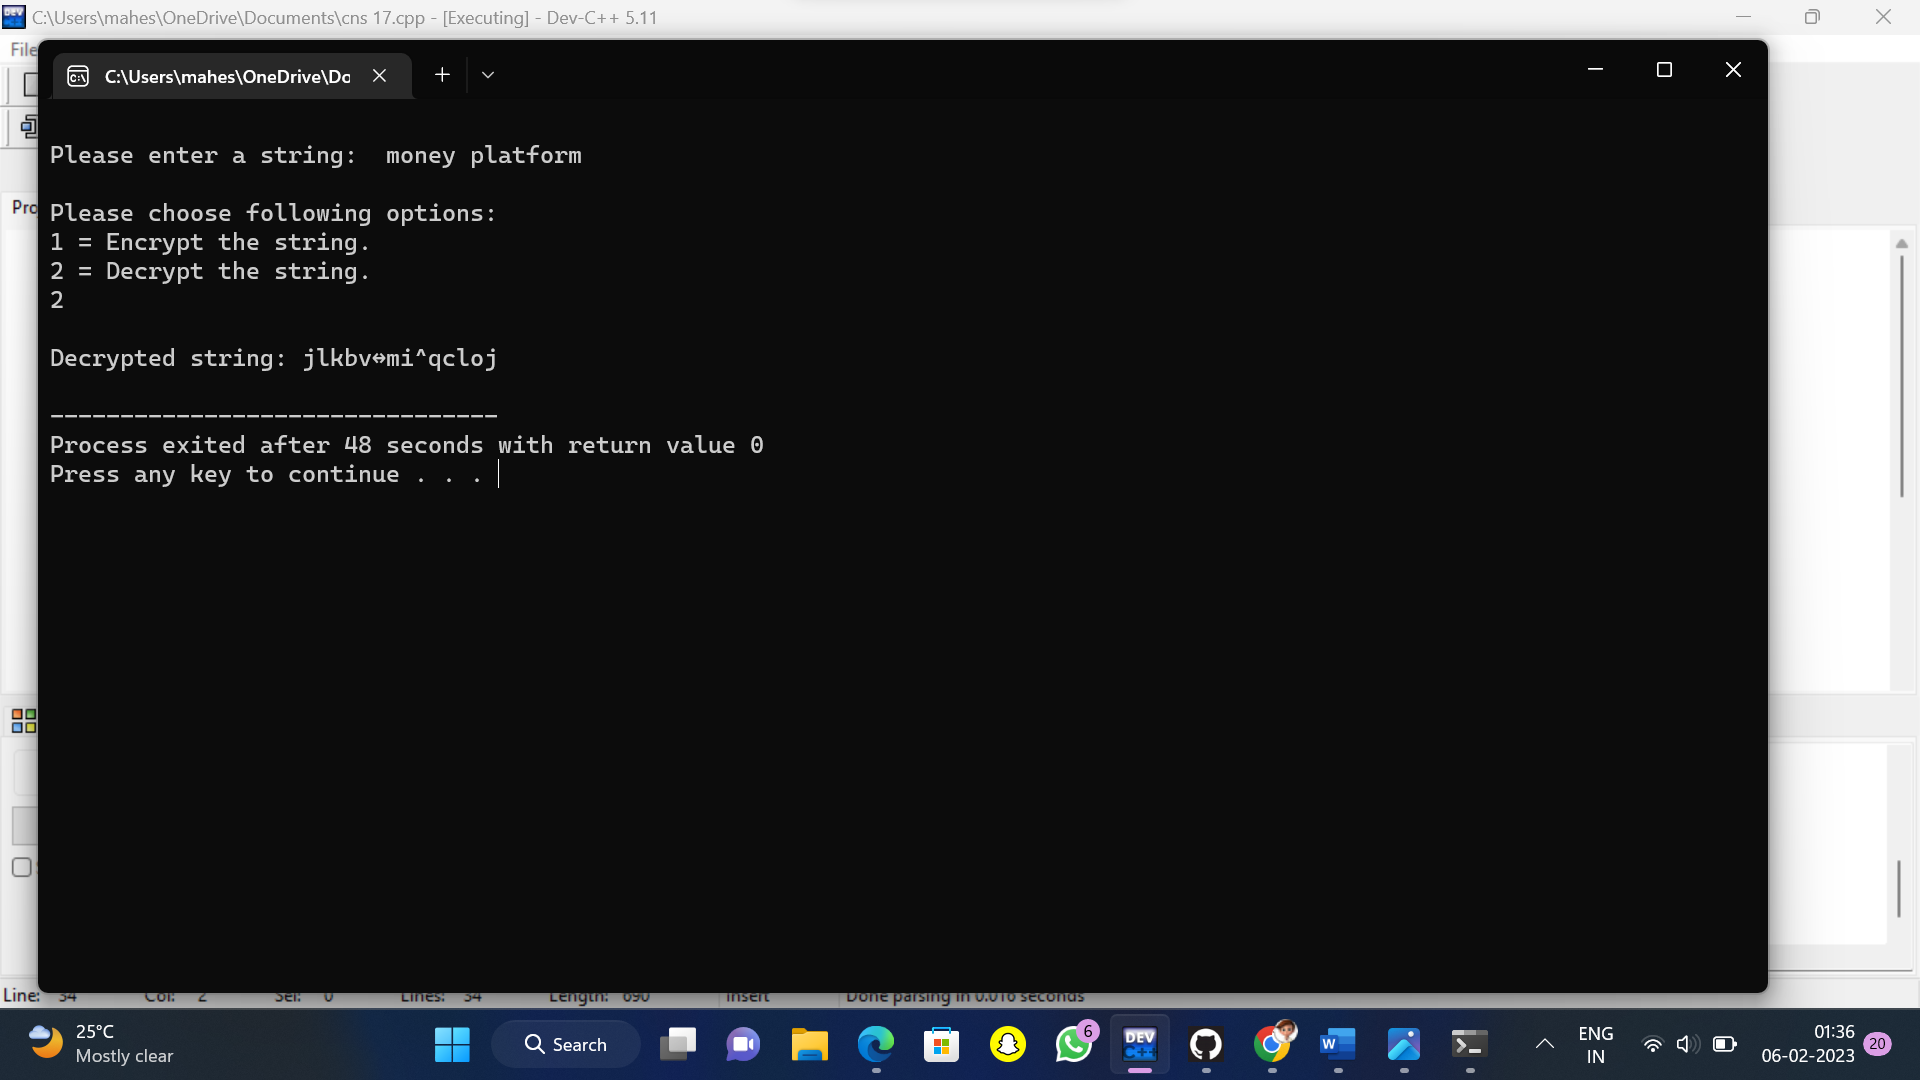 C:\Users\mahes\OneDrive\Documents\cns 17.cpp - [Executing] - Dev-C++ 5.11
File
C:\Users\mahes\OneDrive\Do
Please enter a string:  money platform
Pro
Please choose following options:
1 = Encrypt the string.
2 = Decrypt the string.
2
Decrypted string: jlkbv↔mi^qcloj
--------------------------------
Process exited after 48 seconds with return value 0
Press any key to continue . . .
Line: 34 Col: 2 Sel: 0 Lines: 34 Length: 690 Insert Done parsing in 0.016 seconds
25°C
Mostly clear
Search
6
DEV
C++
W
ENG
IN
01:36
06-02-2023
20